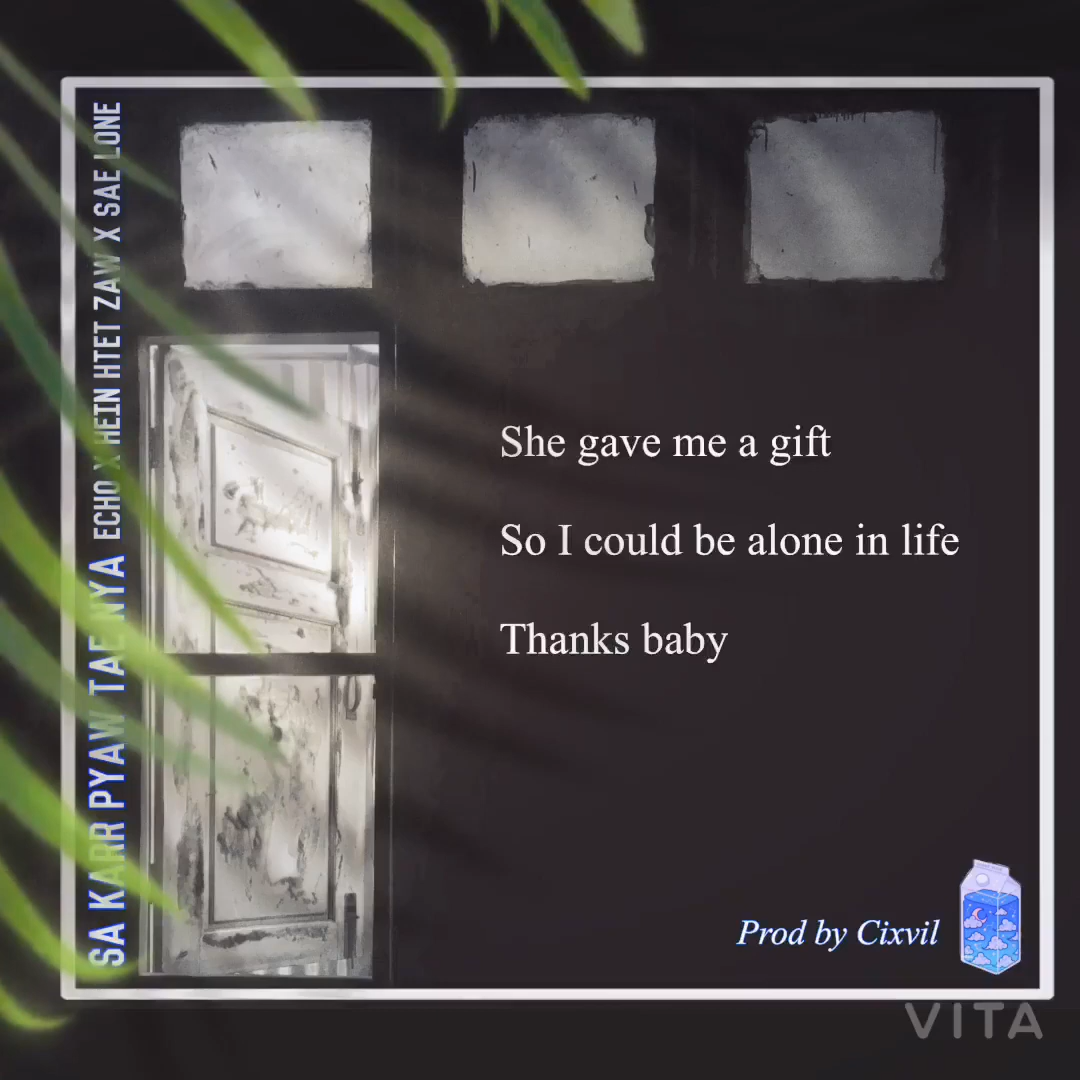 SA KARR PYAW TAE NYA ECHO X HEIN HTET ZAW X SAE LONE
She gave me a gift
So I could be alone in life
Thanks baby
Prod by Cixvil
VITA